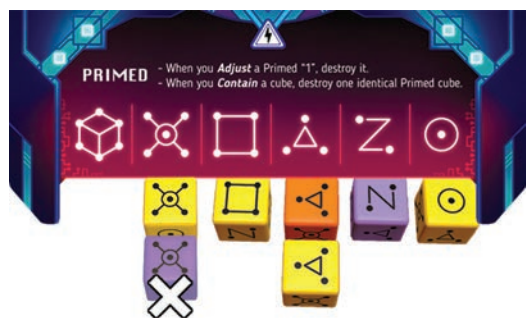 PRIMED
- When you Adjust a Primed "1", destroy it.
- When you Contain a cube, destroy one identical Primed cube.